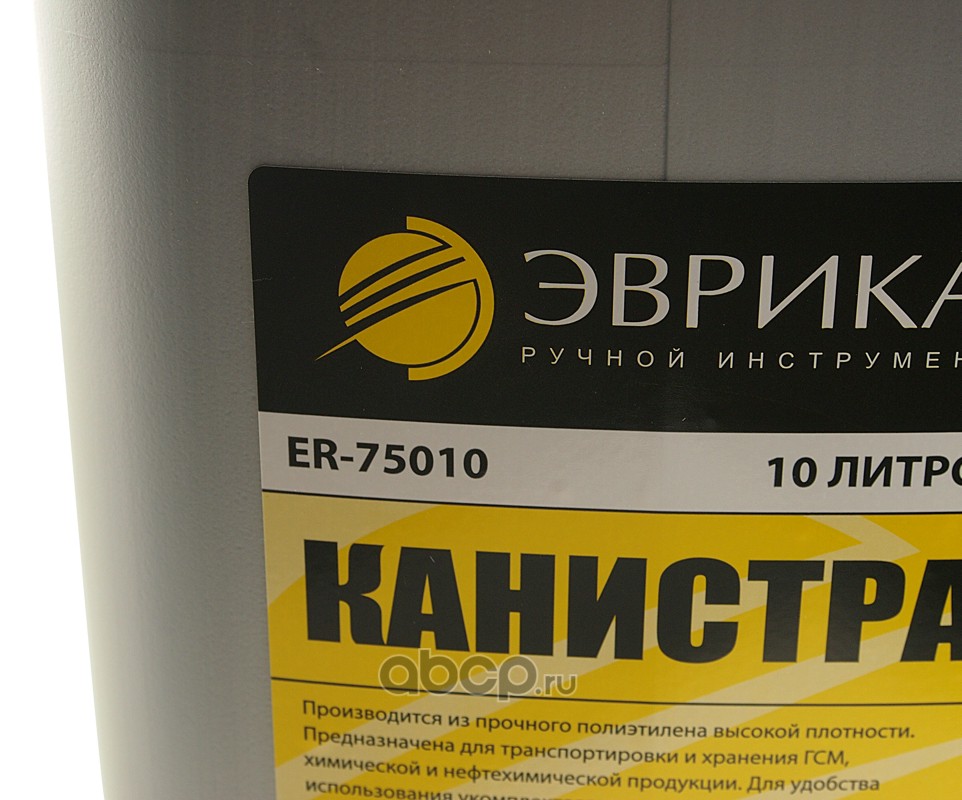 ЭВРИКА
РУЧНОЙ ИНСТРУМЕН
ER-75010
10 ЛИТРО
КАНИСТРА
abcp.ru
Производится из прочного полиэтилена высокой плотности.
Предназначена для транспортировки и хранения ГСМ,
химической и нефтехимической продукции. Для удобства
использования